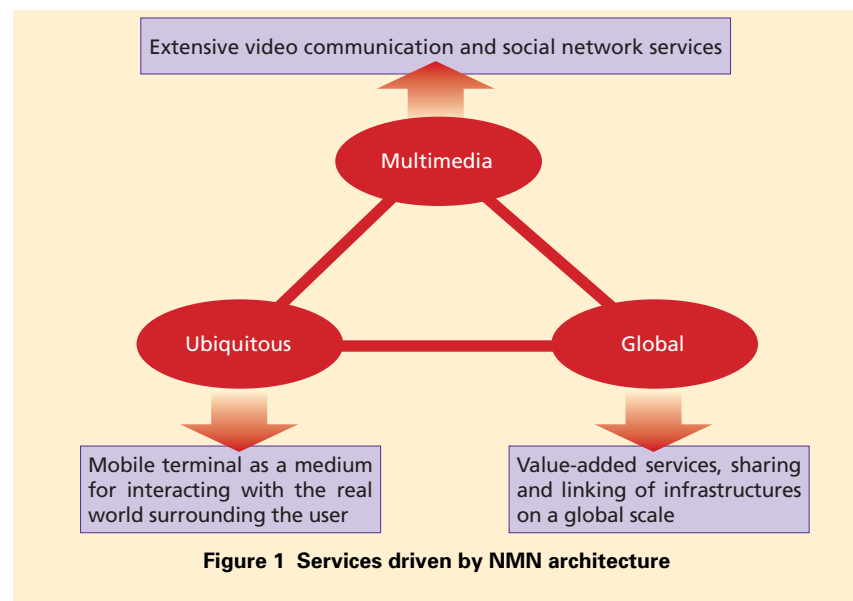 Extensive video communication and social network services
Multimedia
Ubiquitous
Global
Mobile terminal as a medium
for interacting with the real
world surrounding the user
Value-added services, sharing
and linking of infrastructures
on a global scale
Figure 1 Services driven by NMN architecture